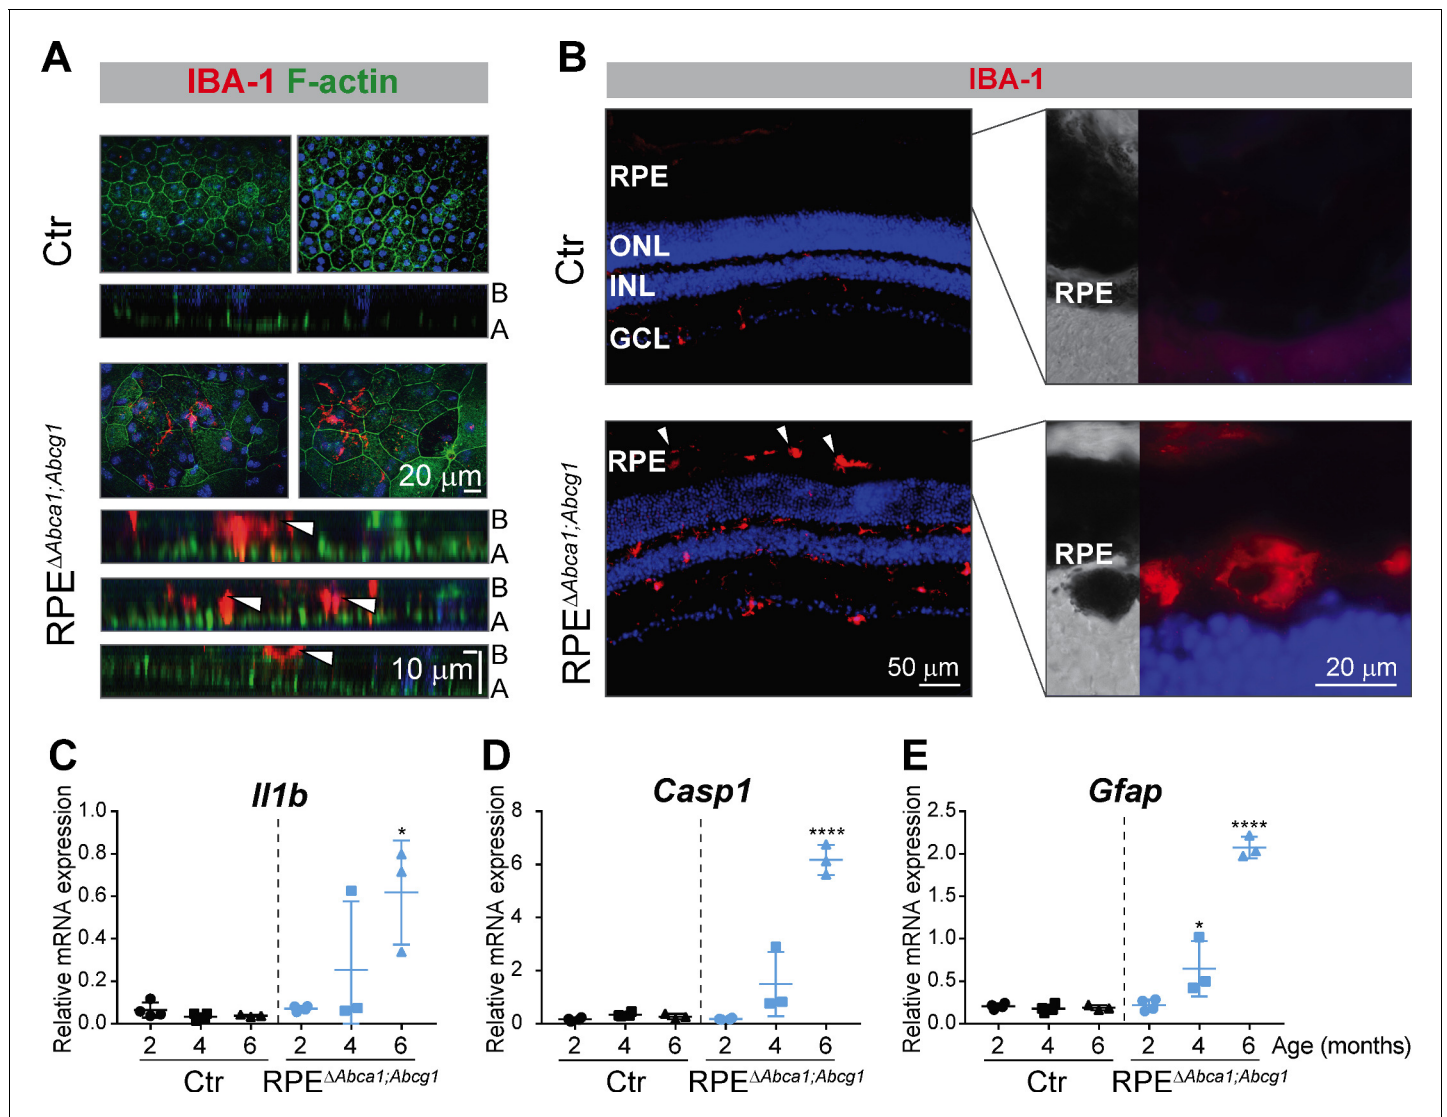 A
IBA-1 F-actin
Ctr
B
A
RPEΔAbca1;Abcg1
20 µm
B
A
B
A
10 µm
B
A
B
IBA-1
Ctr
RPE
ONL
INL
GCL
RPE
RPEΔAbca1;Abcg1
RPE
50 µm
RPE
20 µm
C
Il1b
Relative mRNA expression
1.0
0.8
0.6
0.4
0.2
0.0
*
2 4 6 2 4 6
Ctr RPEΔAbca1;Abcg1
D
Casp1
Relative mRNA expression
8
6
4
2
0
****
2 4 6 2 4 6
Ctr RPEΔAbca1;Abcg1
E
Gfap
Relative mRNA expression
2.5
2.0
1.5
1.0
0.5
0.0
*
****
2 4 6 2 4 6 Age (months)
Ctr RPEΔAbca1;Abcg1